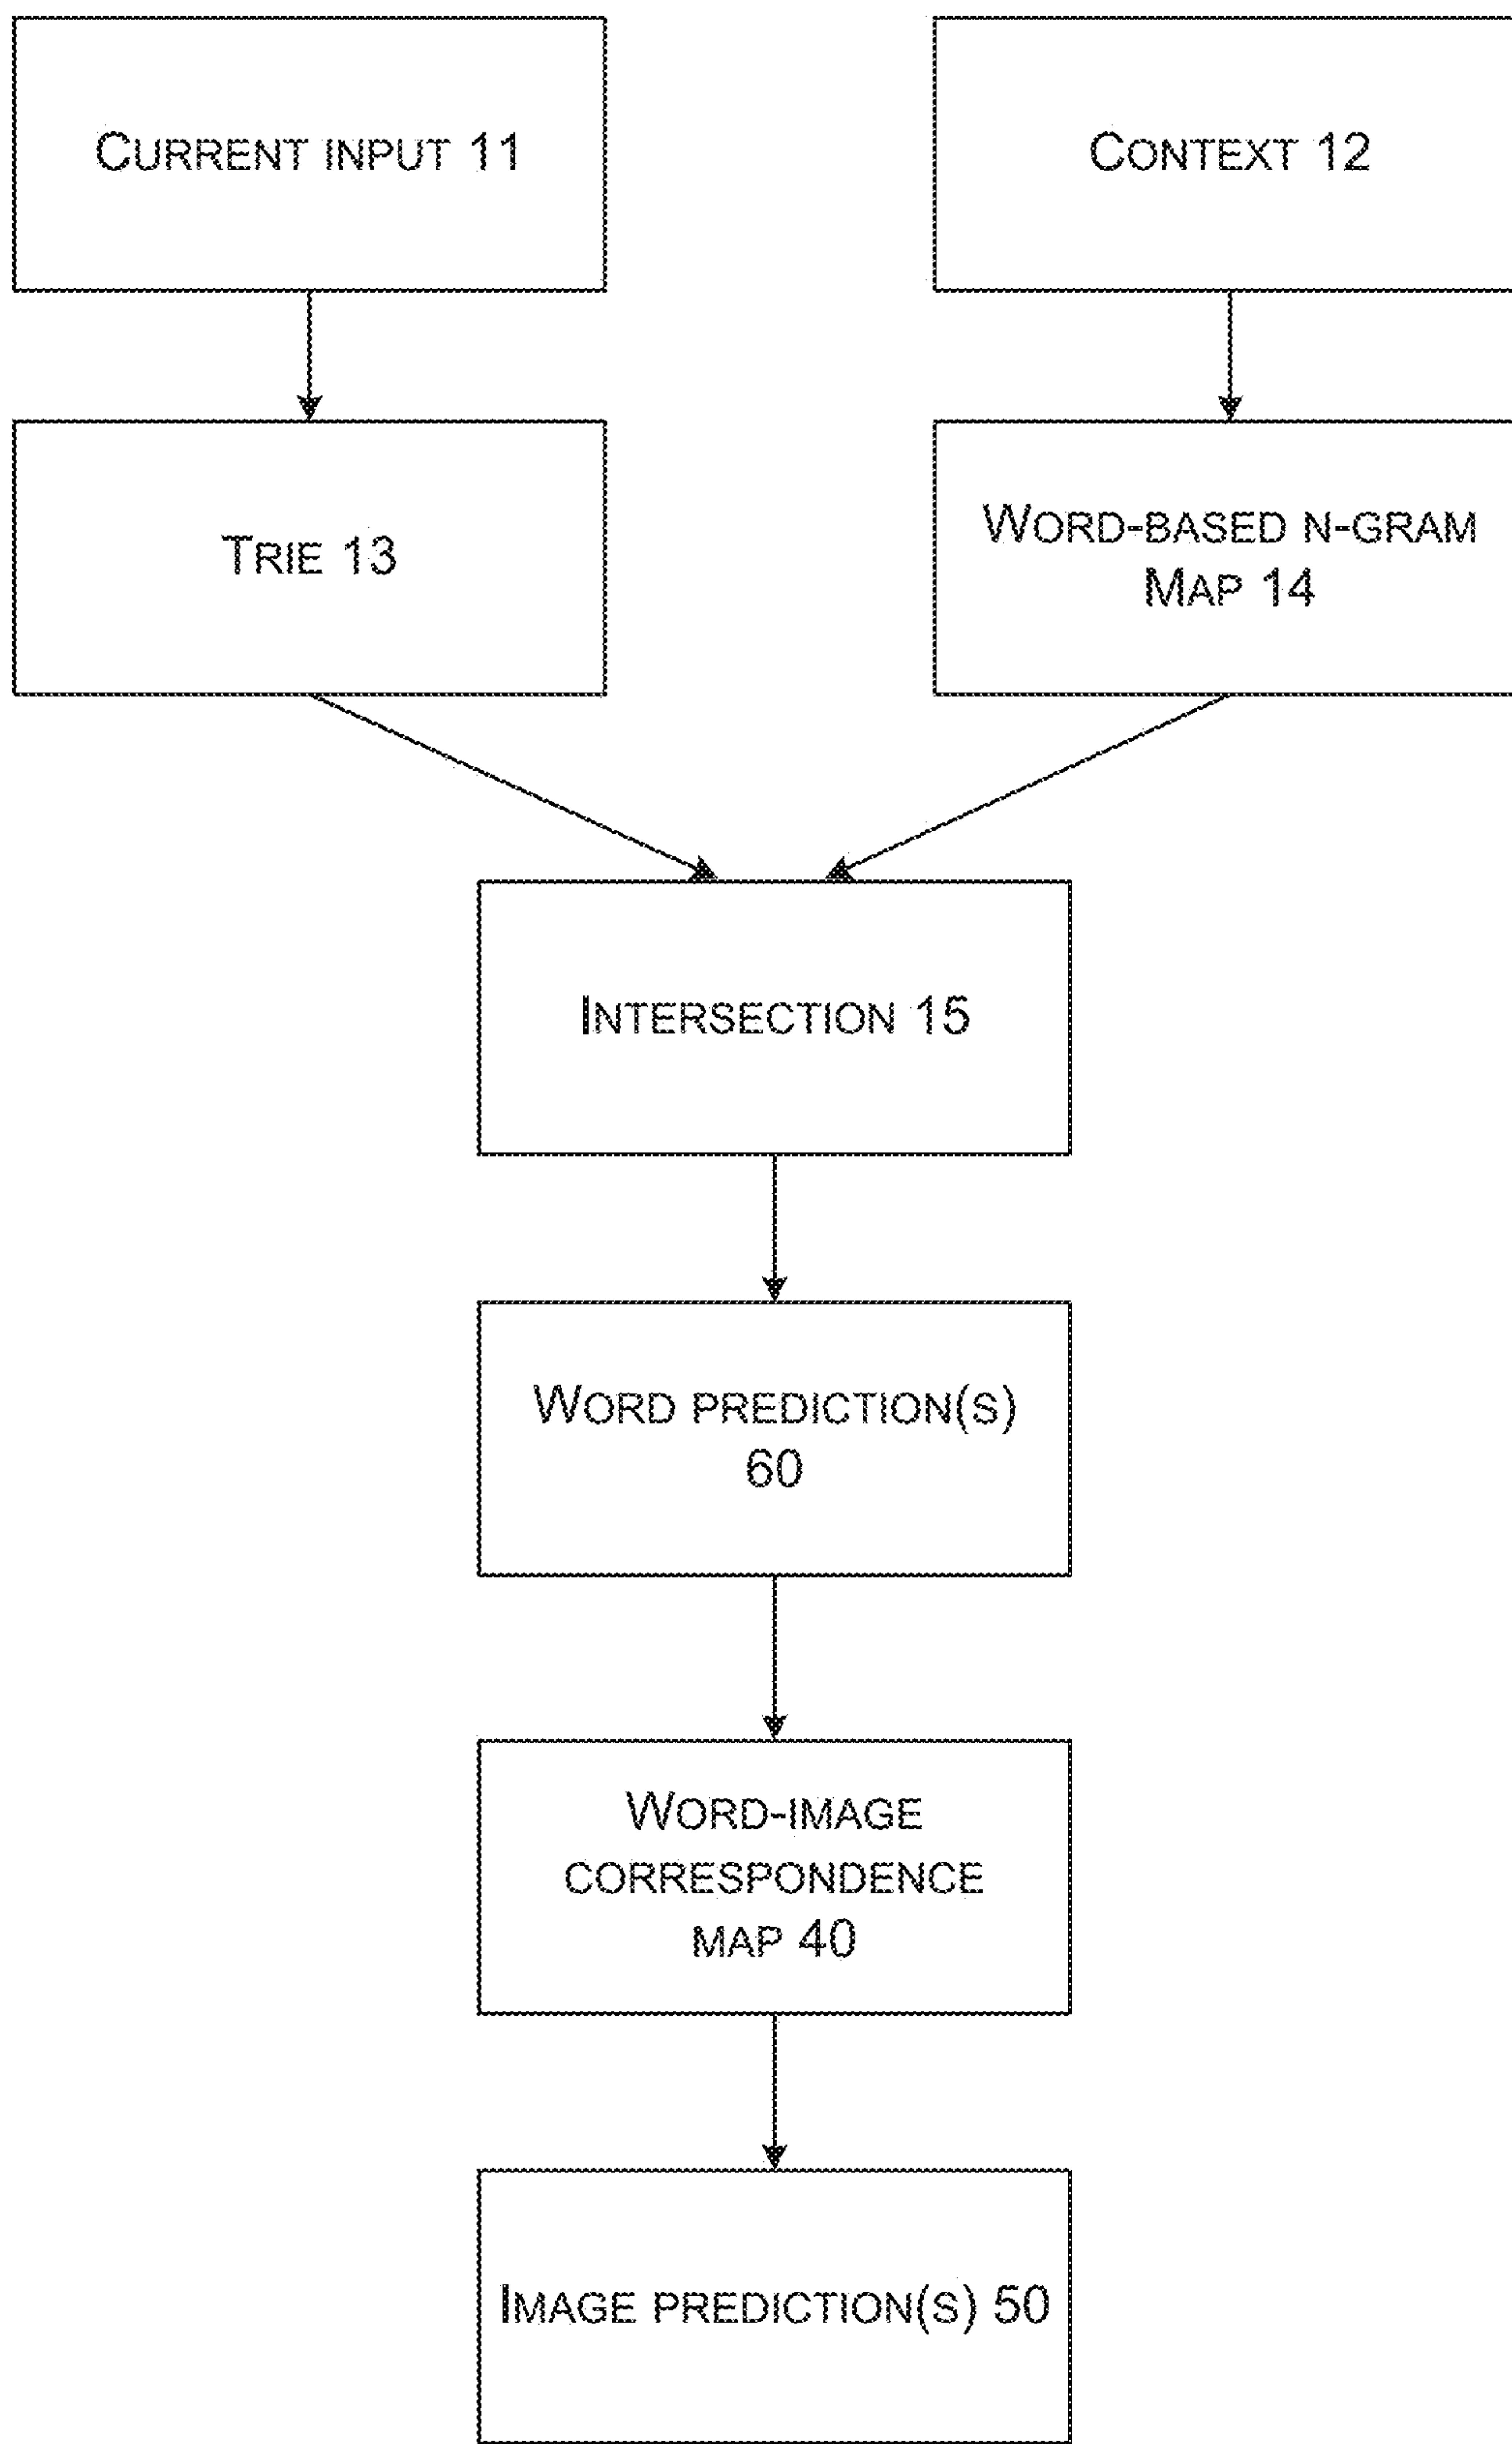 CURRENT INPUT 11
CONTEXT 12
TRIE 13
WORD-BASED N-GRAM
MAP 14
INTERSECTION 15
WORD PREDICTION(S)
60
WORD-IMAGE
CORRESPONDENCE
MAP 40
IMAGE PREDICTION(S) 50